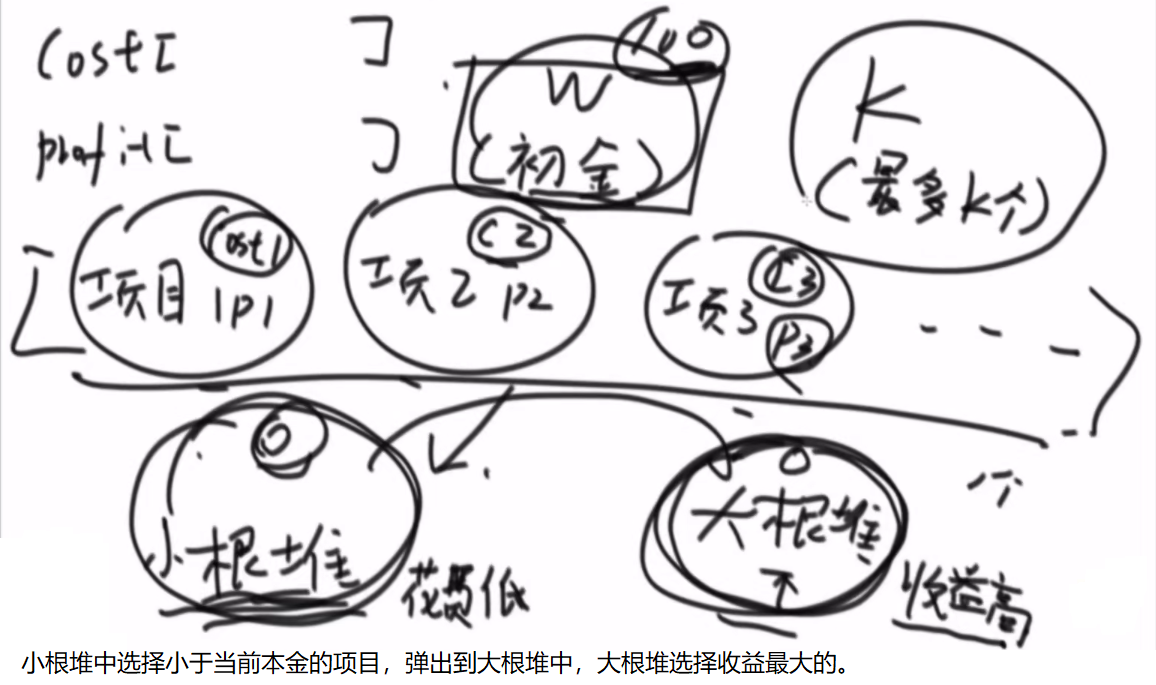 cost[ ]
profit[ ]
W 100
(初金)
K
(最多k个)
项目1 cost1 p1
项2 c2 p2
项3 c3 p3
小根堆
花费低
大根堆
收益高
小根堆中选择小于当前本金的项目，弹出到大根堆中，大根堆选择收益最大的。